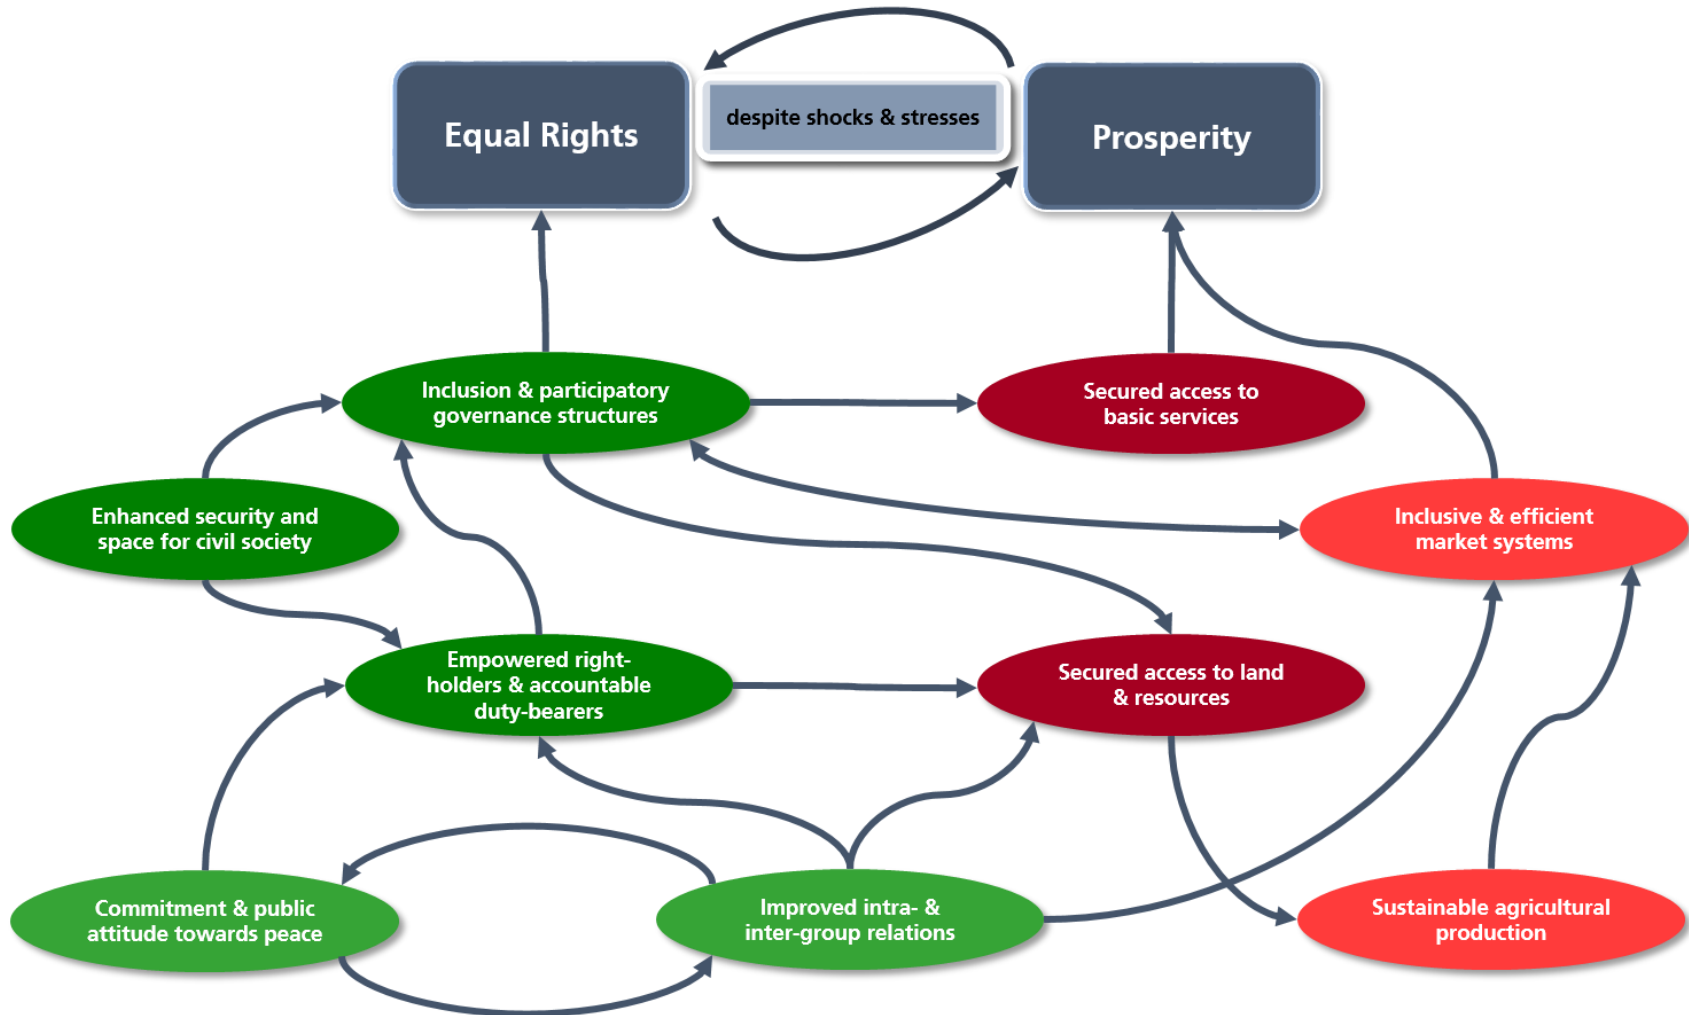 Equal Rights
despite shocks & stresses
Prosperity
Inclusion & participatory
governance structures
Secured access to
basic services
Enhanced security and
space for civil society
Inclusive & efficient
market systems
Empowered right-
holders & accountable
duty-bearers
Secured access to land
& resources
Commitment & public
attitude towards peace
Improved intra- &
inter-group relations
Sustainable agricultural
production